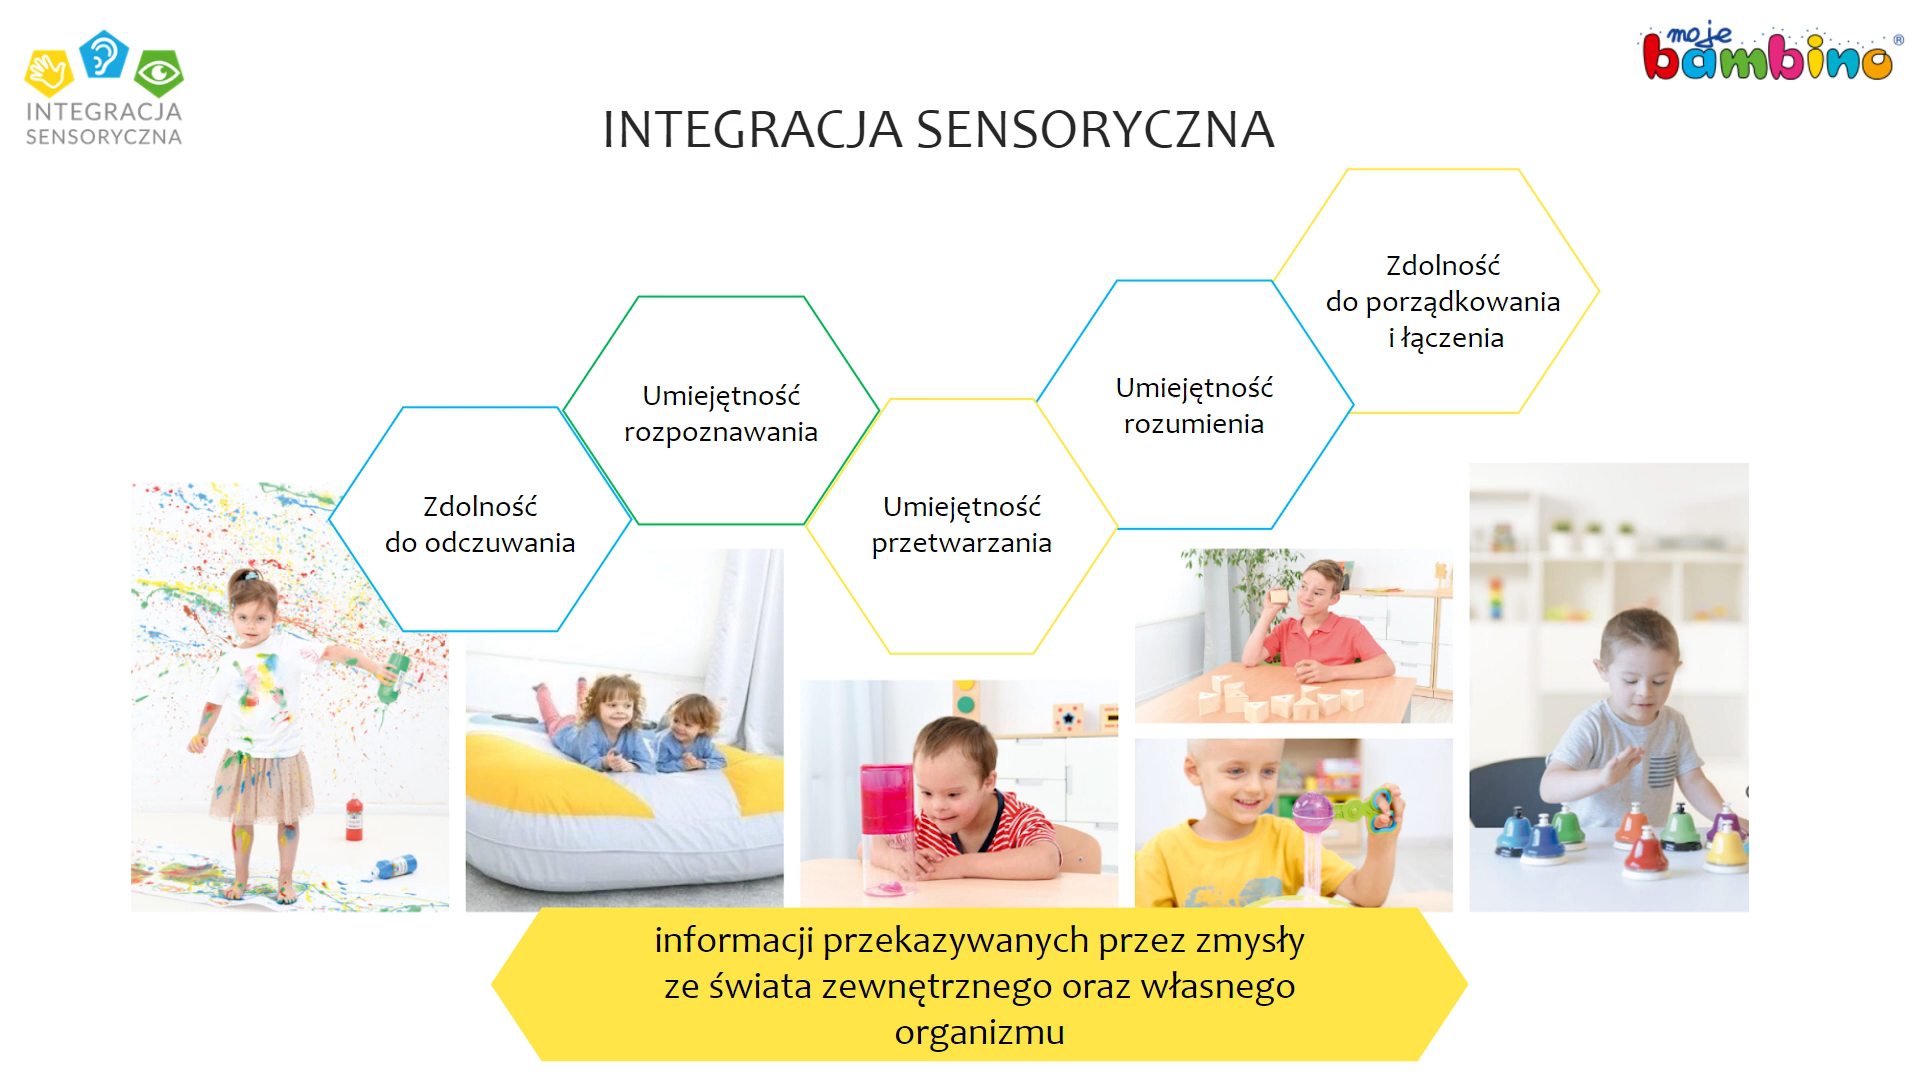 INTEGRACJA
SENSORYCZNA
moje
bambino®
INTEGRACJA SENSORYCZNA
Zdolność
do odczuwania
Umiejętność
rozpoznawania
Umiejętność
przetwarzania
Umiejętność
rozumienia
Zdolność
do porządkowania
i łączenia
informacji przekazywanych przez zmysły
ze świata zewnętrznego oraz własnego
organizmu